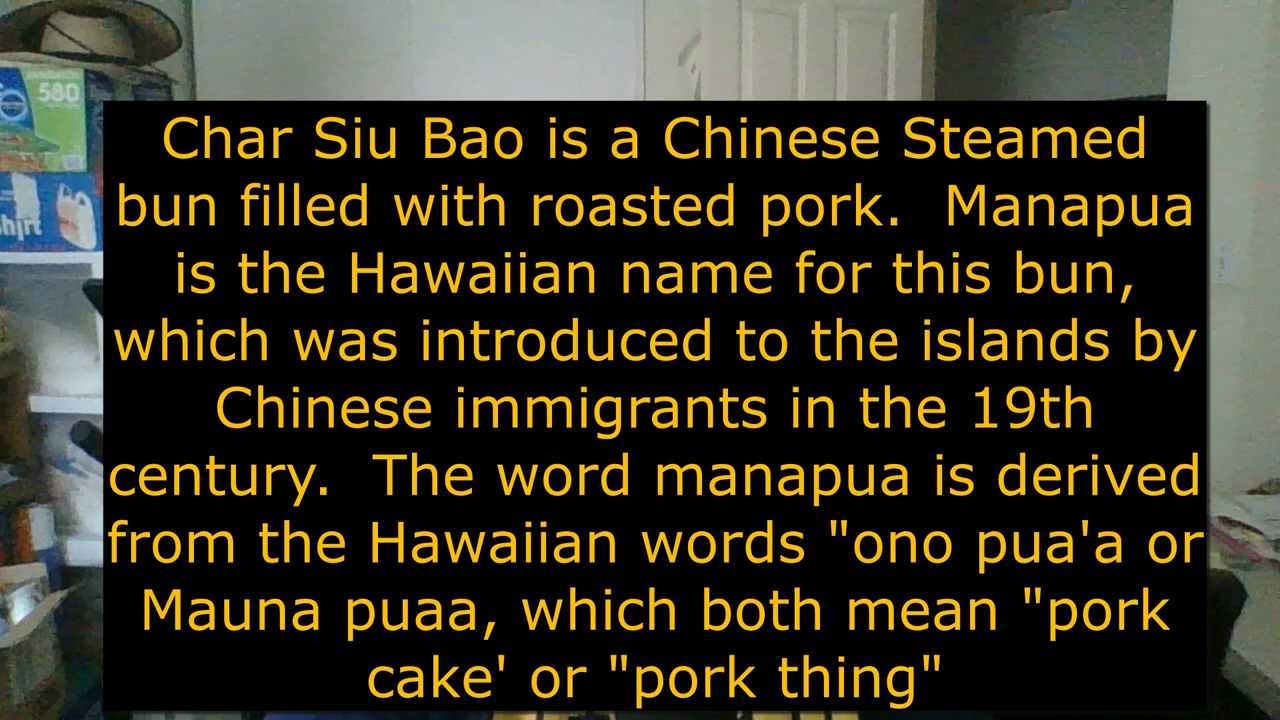 580
shirt
Char Siu Bao is a Chinese Steamed
bun filled with roasted pork.  Manapua
is the Hawaiian name for this bun,
which was introduced to the islands by
Chinese immigrants in the 19th
century.  The word manapua is derived
from the Hawaiian words "ono pua'a or
Mauna puaa, which both mean "pork
cake' or "pork thing"